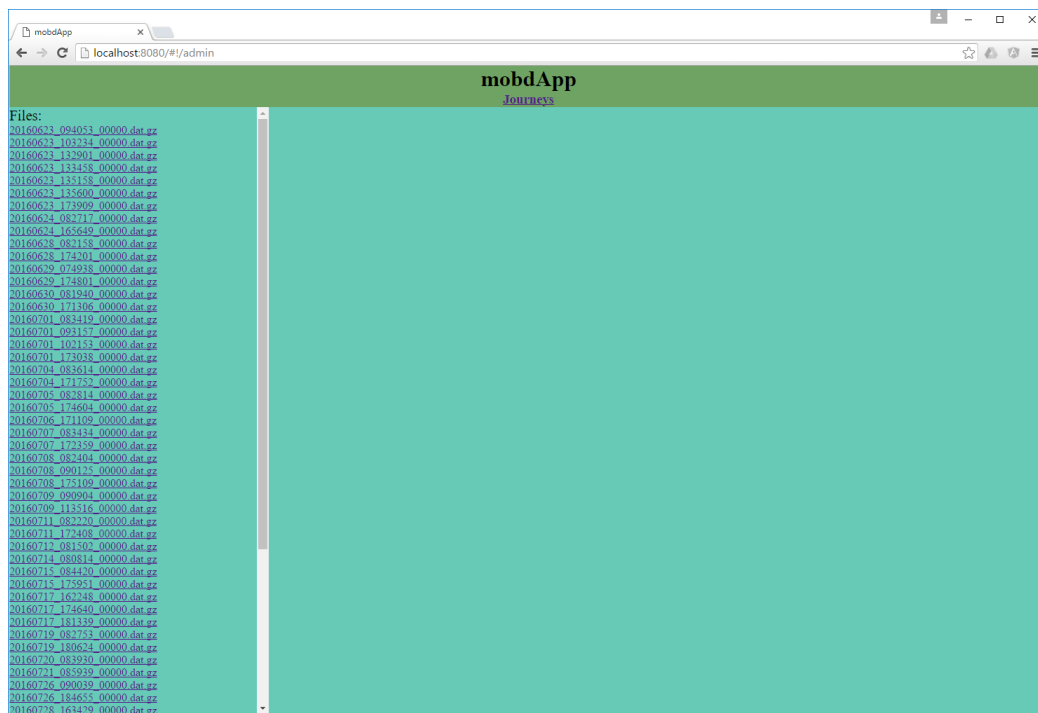 mobdApp
localhost:8080/#!/admin
mobdApp
Journeys
Files:
20160623_094053_00000.dat.gz
20160623_103234_00000.dat.gz
20160623_132901_00000.dat.gz
20160623_133458_00000.dat.gz
20160623_135158_00000.dat.gz
20160623_135600_00000.dat.gz
20160623_173909_00000.dat.gz
20160624_082717_00000.dat.gz
20160624_165649_00000.dat.gz
20160628_082158_00000.dat.gz
20160628_174201_00000.dat.gz
20160629_074938_00000.dat.gz
20160629_174801_00000.dat.gz
20160630_081940_00000.dat.gz
20160630_171306_00000.dat.gz
20160701_083419_00000.dat.gz
20160701_093157_00000.dat.gz
20160701_102153_00000.dat.gz
20160701_173038_00000.dat.gz
20160704_083614_00000.dat.gz
20160704_171752_00000.dat.gz
20160705_082814_00000.dat.gz
20160705_174604_00000.dat.gz
20160706_171109_00000.dat.gz
20160707_083434_00000.dat.gz
20160707_172359_00000.dat.gz
20160708_082404_00000.dat.gz
20160708_090125_00000.dat.gz
20160708_175109_00000.dat.gz
20160709_090904_00000.dat.gz
20160709_113516_00000.dat.gz
20160711_082220_00000.dat.gz
20160711_172408_00000.dat.gz
20160712_081502_00000.dat.gz
20160714_080814_00000.dat.gz
20160715_084420_00000.dat.gz
20160715_175951_00000.dat.gz
20160717_162248_00000.dat.gz
20160717_174640_00000.dat.gz
20160717_181339_00000.dat.gz
20160719_082753_00000.dat.gz
20160719_180624_00000.dat.gz
20160720_083930_00000.dat.gz
20160721_085939_00000.dat.gz
20160726_090039_00000.dat.gz
20160726_184655_00000.dat.gz
20160728_163429_00000.dat.gz